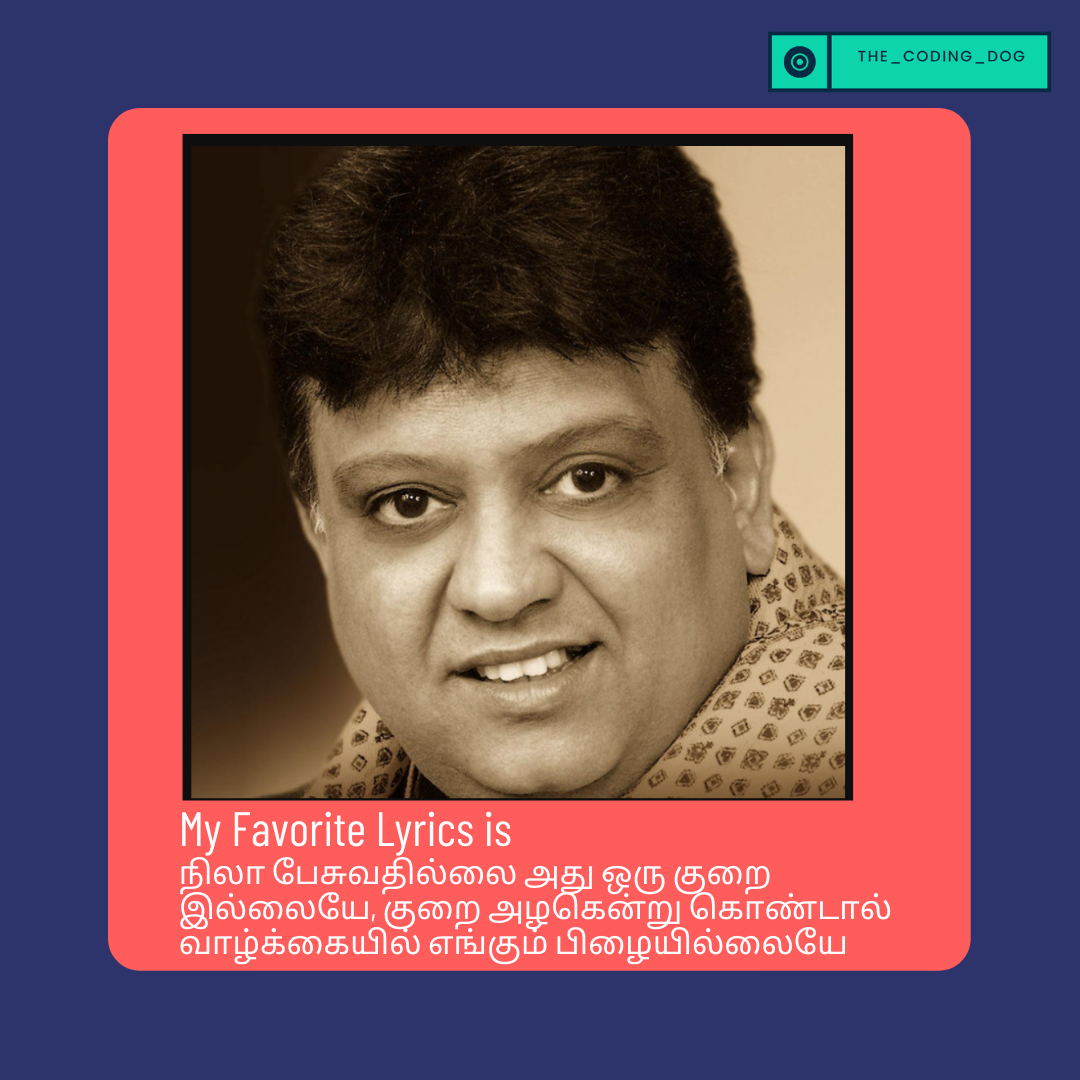 THE_CODING_DOG
My Favorite Lyrics is
நிலா பேசுவதில்லை அது ஒரு குறை
இல்லையே, குறை அழகென்று கொண்டால்
வாழ்க்கையில் எங்கும் பிழையில்லையே